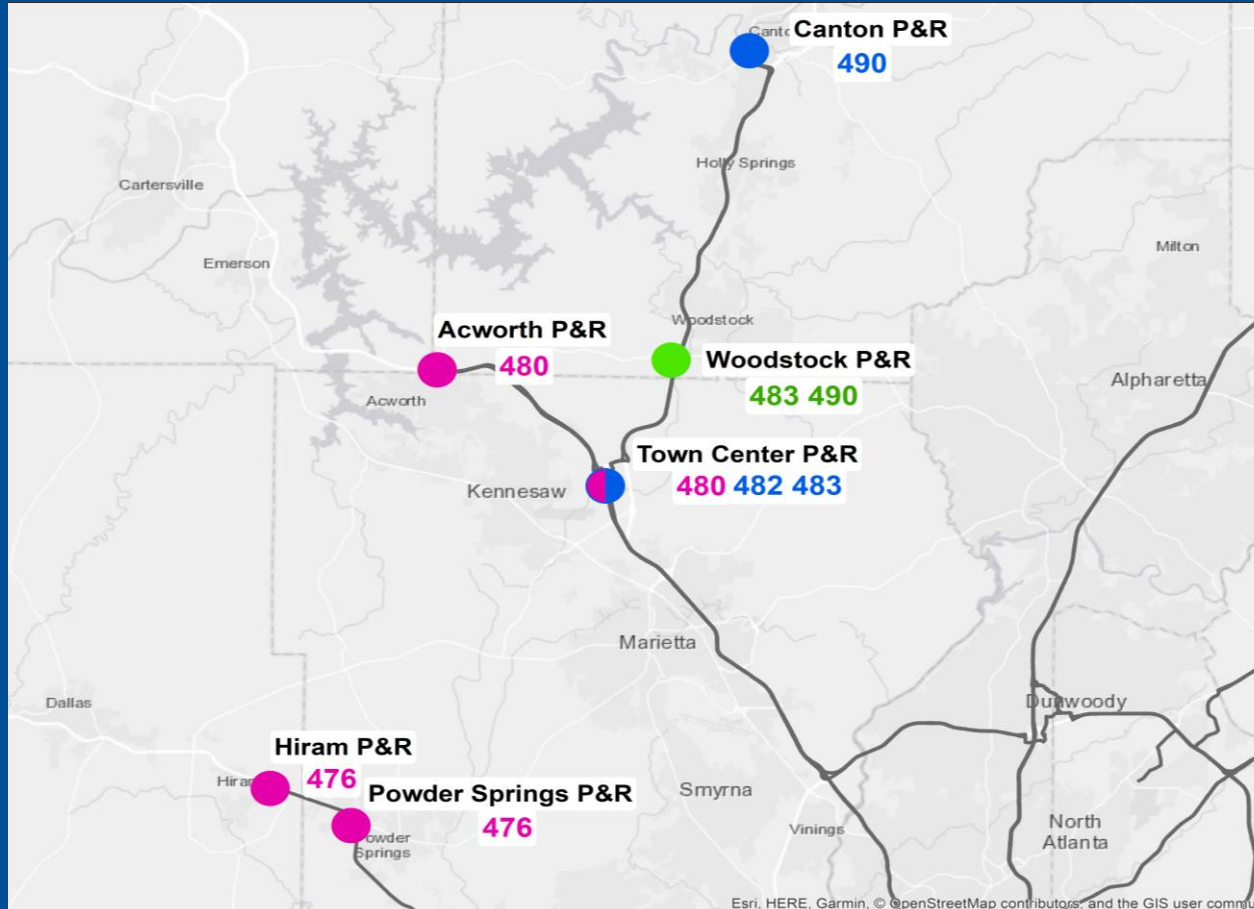 Canton P&R
490
Holly Springs
Cartersville
Milton
Emerson
Woodstock
Acworth P&R
480
Woodstock P&R
483 490
Alpharetta
Acworth
Town Center P&R
480 482 483
Kennesaw
Marietta
Dallas
Dunwoody
Hiram P&R
476
Powder Springs P&R
476
Smyrna
Vinings
North
Atlanta
Springs
Esri, HERE, Garmin, © OpenStreetMap contributors, and the GIS user